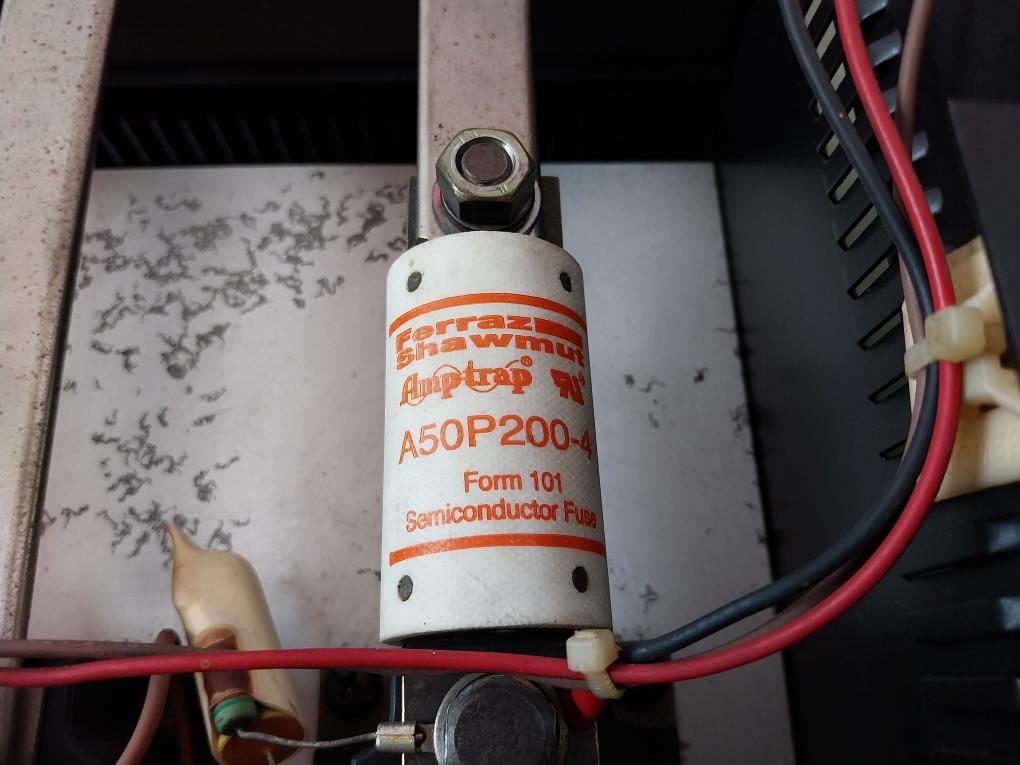 Ferraz
Shawmut
Amp-trap®
A50P200-4
Form 101
Semiconductor Fuse